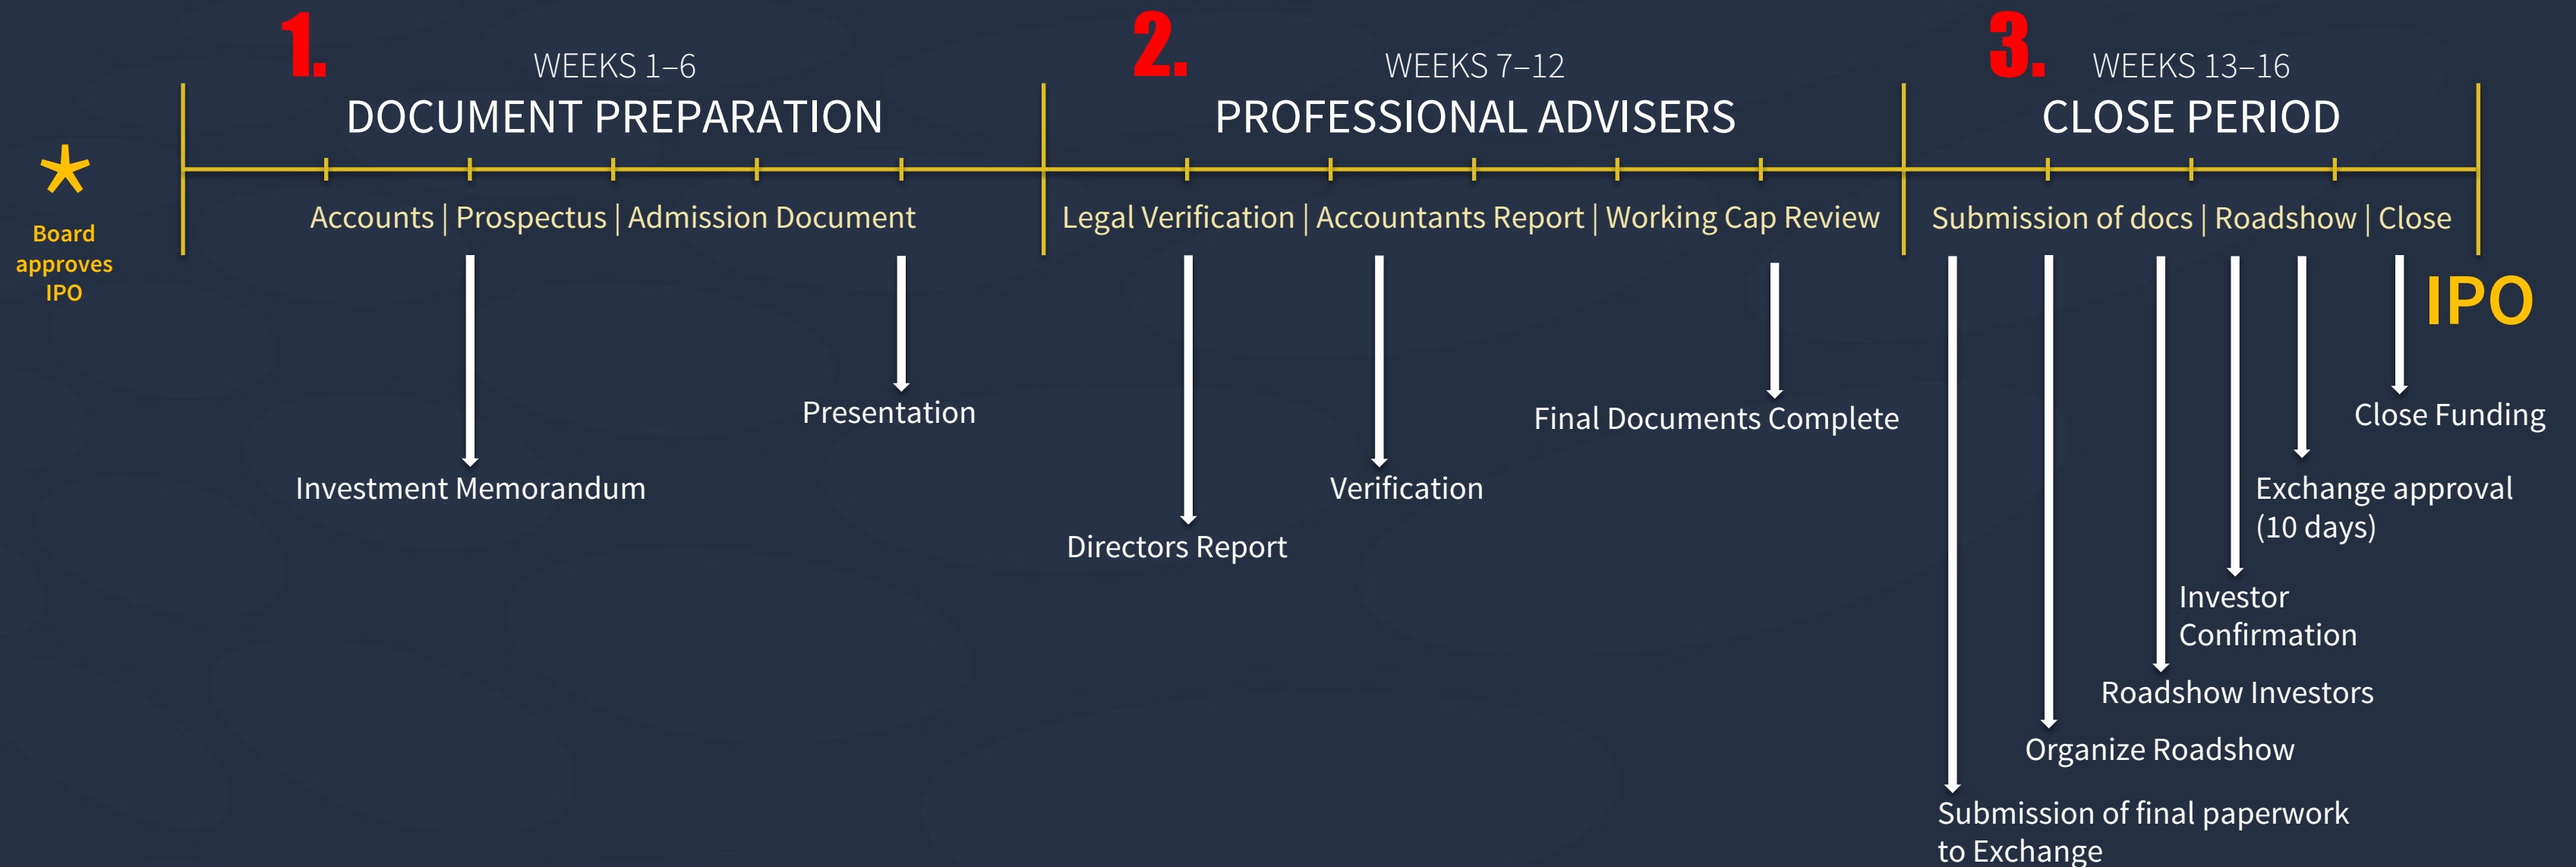 1.
WEEKS 1–6
DOCUMENT PREPARATION
2.
WEEKS 7–12
PROFESSIONAL ADVISERS
3.
WEEKS 13–16
CLOSE PERIOD
*
Board
approves
IPO
Accounts | Prospectus | Admission Document
Legal Verification | Accountants Report | Working Cap Review
Submission of docs | Roadshow | Close
IPO
Investment Memorandum
Presentation
Directors Report
Verification
Final Documents Complete
Close Funding
Exchange approval
(10 days)
Investor
Confirmation
Roadshow Investors
Organize Roadshow
Submission of final paperwork
to Exchange